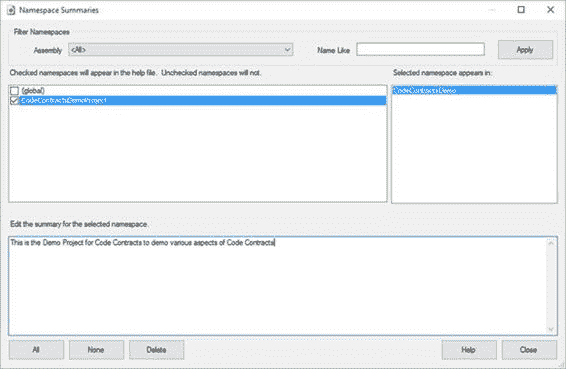 Namespace Summaries
Filter Namespaces
Assembly <All> Name Like Apply
Checked namespaces will appear in the help file. Unchecked namespaces will not.
Selected namespace appears in:
(global)
CodeContractsDemoProject
CodeContractsDemo
Edit the summary for the selected namespace.
This is the Demo Project for Code Contracts to demo various aspects of Code Contracts
All None Delete Help Close